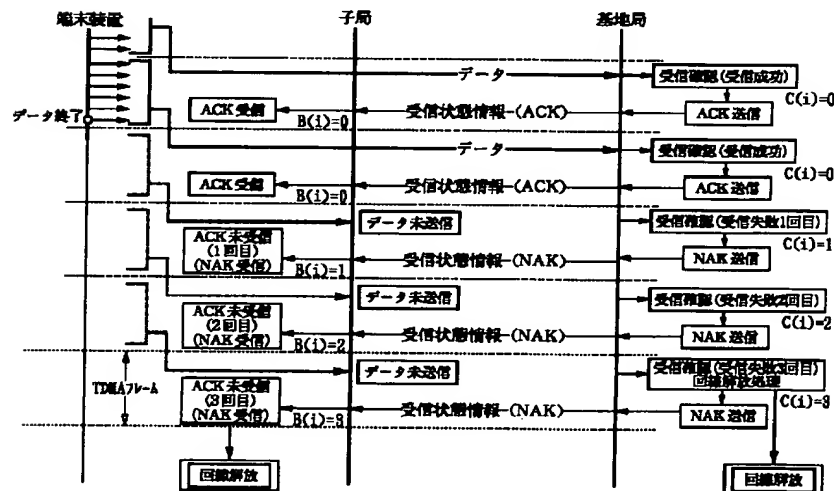 端末装置 子局 基地局
データ 受信確認(受信成功)
ACK受信 B(i)=0 受信状態情報-(ACK) ACK送信 C(i)=0
データ終了
データ 受信確認(受信成功)
ACK受信 B(i)=0 受信状態情報-(ACK) ACK送信 C(i)=0
データ未送信 受信確認(受信失敗1回目)
ACK未受信
(1回目)
(NAK受信) B(i)=1 受信状態情報-(NAK) NAK送信 C(i)=1
データ未送信 受信確認(受信失敗2回目)
ACK未受信
(2回目)
(NAK受信) B(i)=2 受信状態情報-(NAK) NAK送信 C(i)=2
TDMAフレーム
データ未送信 受信確認(受信失敗3回目)
回線解放処理
ACK未受信
(3回目)
(NAK受信) B(i)=3 受信状態情報-(NAK) NAK送信 C(i)=3
回線解放 回線解放